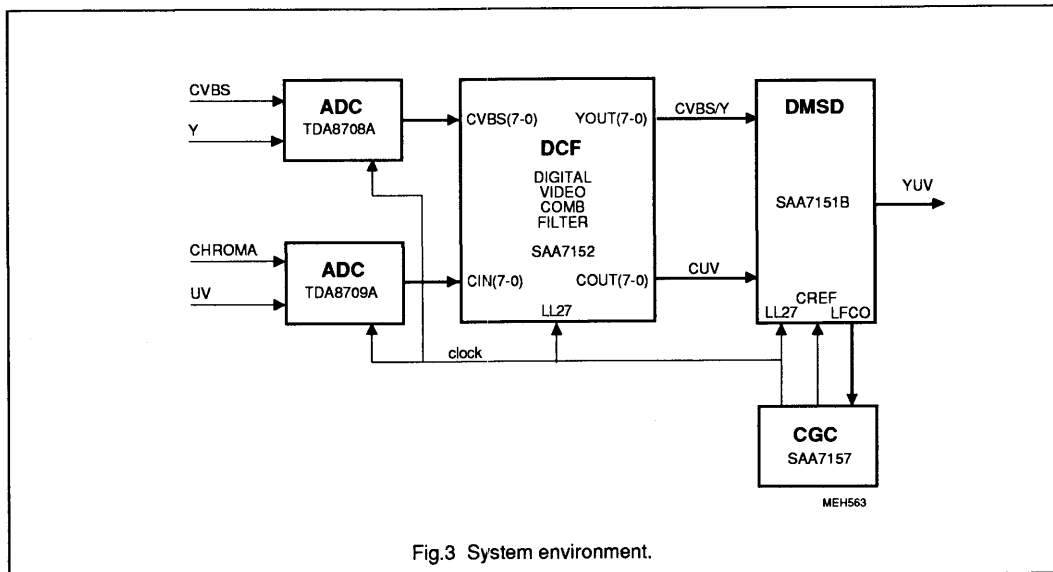 CVBS
Y
ADC
TDA8708A
CVBS(7-0)
YOUT(7-0)
CVBS/Y
DCF
DIGITAL
VIDEO
COMB
FILTER
SAA7152
DMSD
SAA7151B
YUV
CHROMA
UV
ADC
TDA8709A
CIN(7-0)
COUT(7-0)
LL27
CUV
CREF
LL27
LFCO
clock
CGC
SAA7157
MEH563
Fig.3 System environment.